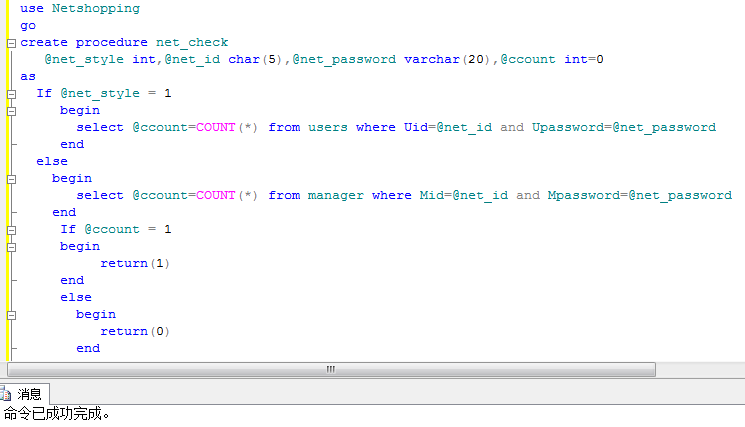 use Netshopping
go
create procedure net_check
@net_style int,@net_id char(5),@net_password varchar(20),@ccount int=0
as
If @net_style = 1
begin
select @ccount=COUNT(*) from users where Uid=@net_id and Upassword=@net_password
end
else
begin
select @ccount=COUNT(*) from manager where Mid=@net_id and Mpassword=@net_password
end
If @ccount = 1
begin
return(1)
end
else
begin
return(0)
end
消息
命令已成功完成。